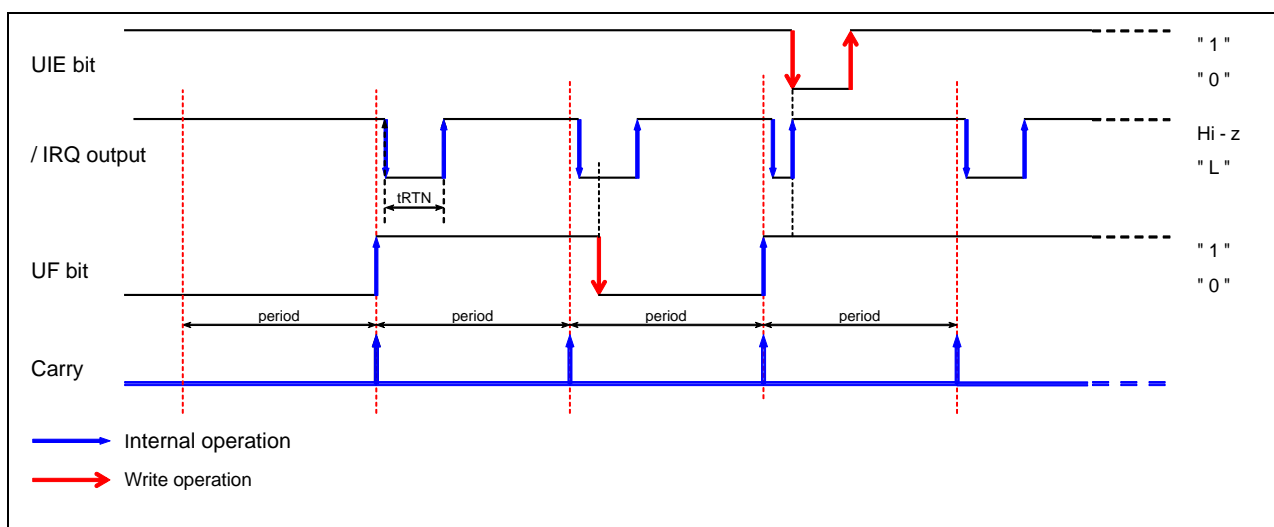 UIE bit
" 1 "
" 0 "
/ IRQ output
Hi - z
" L "
tRTN
UF bit
" 1 "
" 0 "
period period period period
Carry
Internal operation
Write operation